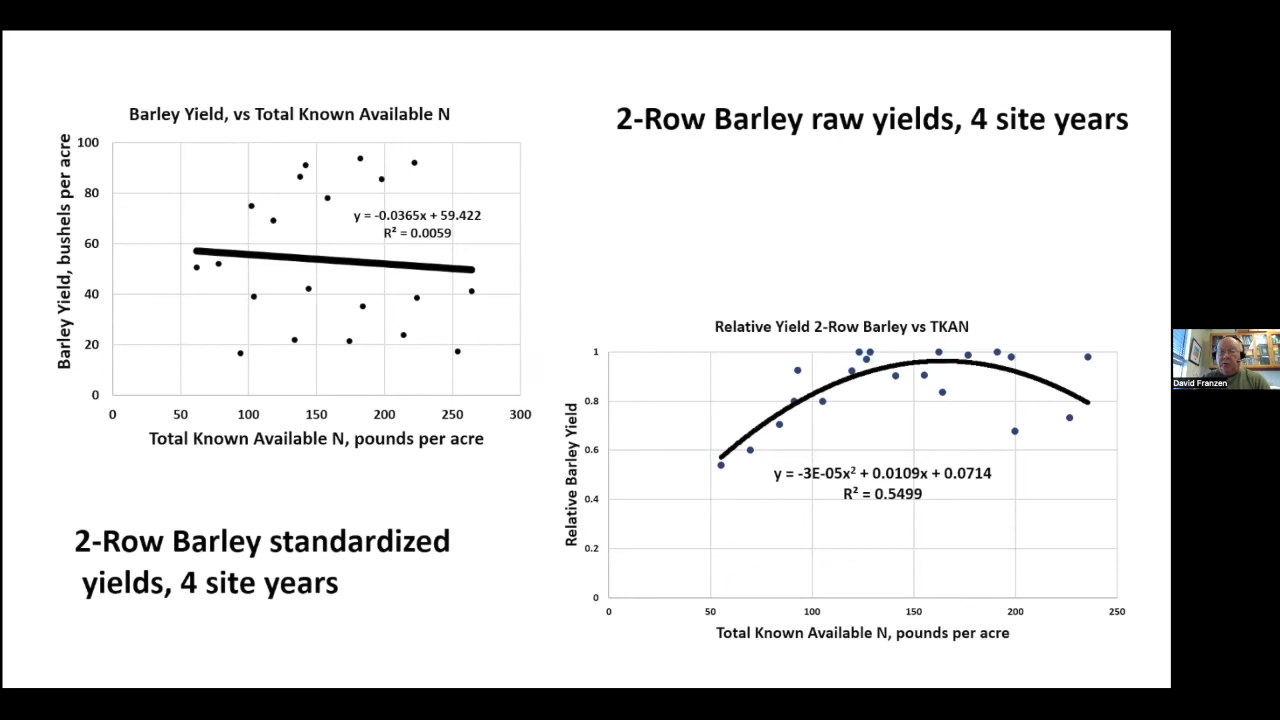 Barley Yield, vs Total Known Available N
Barley Yield, bushels per acre
100
80
60
40
20
0
y = -0.0365x + 59.422
R² = 0.0059
0 50 100 150 200 250 300
Total Known Available N, pounds per acre
2-Row Barley raw yields, 4 site years
2-Row Barley standardized
yields, 4 site years
Relative Yield 2-Row Barley vs TKAN
Relative Barley Yield
1
0.8
0.6
0.4
0.2
0
y = -3E-05x² + 0.0109x + 0.0714
R² = 0.5499
0 50 100 150 200 250
Total Known Available N, pounds per acre
David Franzen